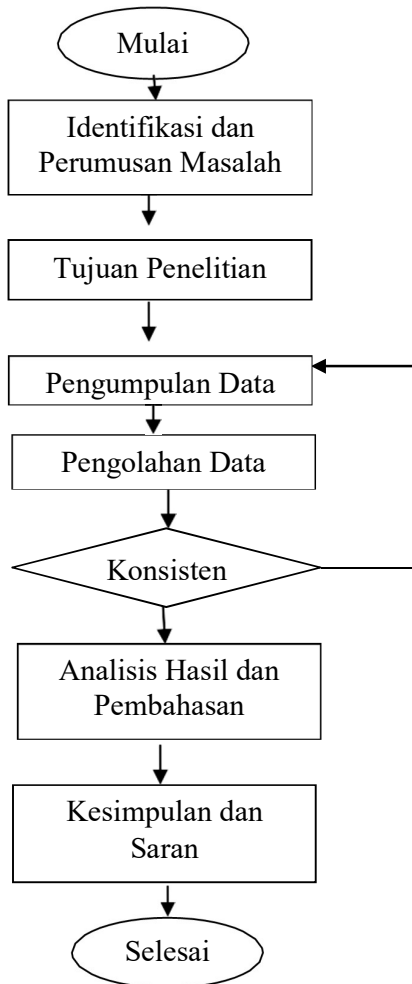 Mulai
Identifikasi dan
Perumusan Masalah
Tujuan Penelitian
Pengumpulan Data
Pengolahan Data
Konsisten
Analisis Hasil dan
Pembahasan
Kesimpulan dan
Saran
Selesai